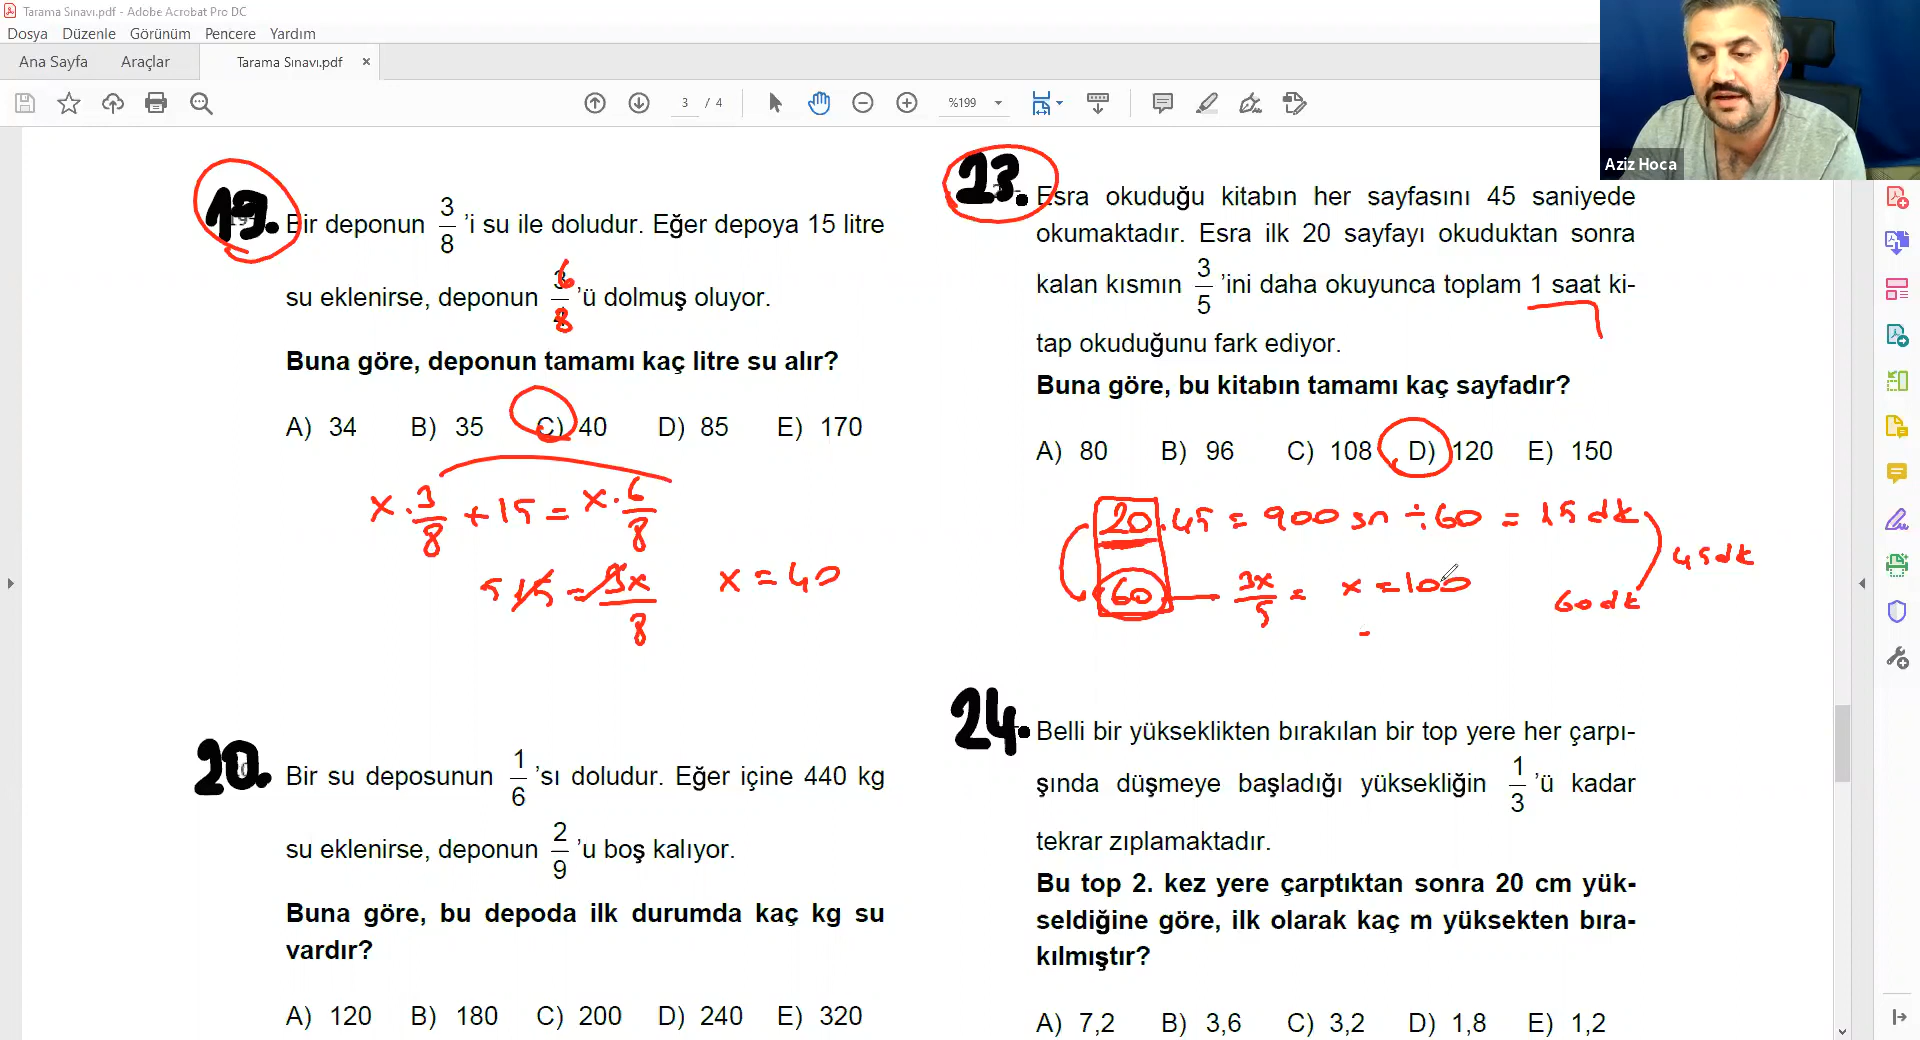 Tarama Sınavı.pdf - Adobe Acrobat Pro DC
Dosya Düzenle Görünüm Pencere Yardım
Ana Sayfa Araçlar Tarama Sınavı.pdf ×
3 / 4 %199
Aziz Hoca
19.
Bir deponun 3/8 'i su ile doludur. Eğer depoya 15 litre
su eklenirse, deponun 6/8 'ü dolmuş oluyor.
Buna göre, deponun tamamı kaç litre su alır?
A) 34 B) 35 C) 40 D) 85 E) 170
x · 3/8 + 15 = x · 6/8
5 15 = 3x/8 x = 40
20.
Bir su deposunun 1/6 'sı doludur. Eğer içine 440 kg
su eklenirse, deponun 2/9 'u boş kalıyor.
Buna göre, bu depoda ilk durumda kaç kg su
vardır?
A) 120 B) 180 C) 200 D) 240 E) 320
23.
Esra okuduğu kitabın her sayfasını 45 saniyede
okumaktadır. Esra ilk 20 sayfayı okuduktan sonra
kalan kısmın 3/5 'ini daha okuyunca toplam 1 saat ki-
tap okuduğunu fark ediyor.
Buna göre, bu kitabın tamamı kaç sayfadır?
A) 80 B) 96 C) 108 D) 120 E) 150
20 · 45 = 900 sn ÷ 60 = 15 dk
45 dk
60 3x/5 = x = 100 60 dk
24.
Belli bir yükseklikten bırakılan bir top yere her çarpı-
şında düşmeye başladığı yüksekliğin 1/3 'ü kadar
tekrar zıplamaktadır.
Bu top 2. kez yere çarptıktan sonra 20 cm yük-
seldiğine göre, ilk olarak kaç m yüksekten bıra-
kılmıştır?
A) 7,2 B) 3,6 C) 3,2 D) 1,8 E) 1,2